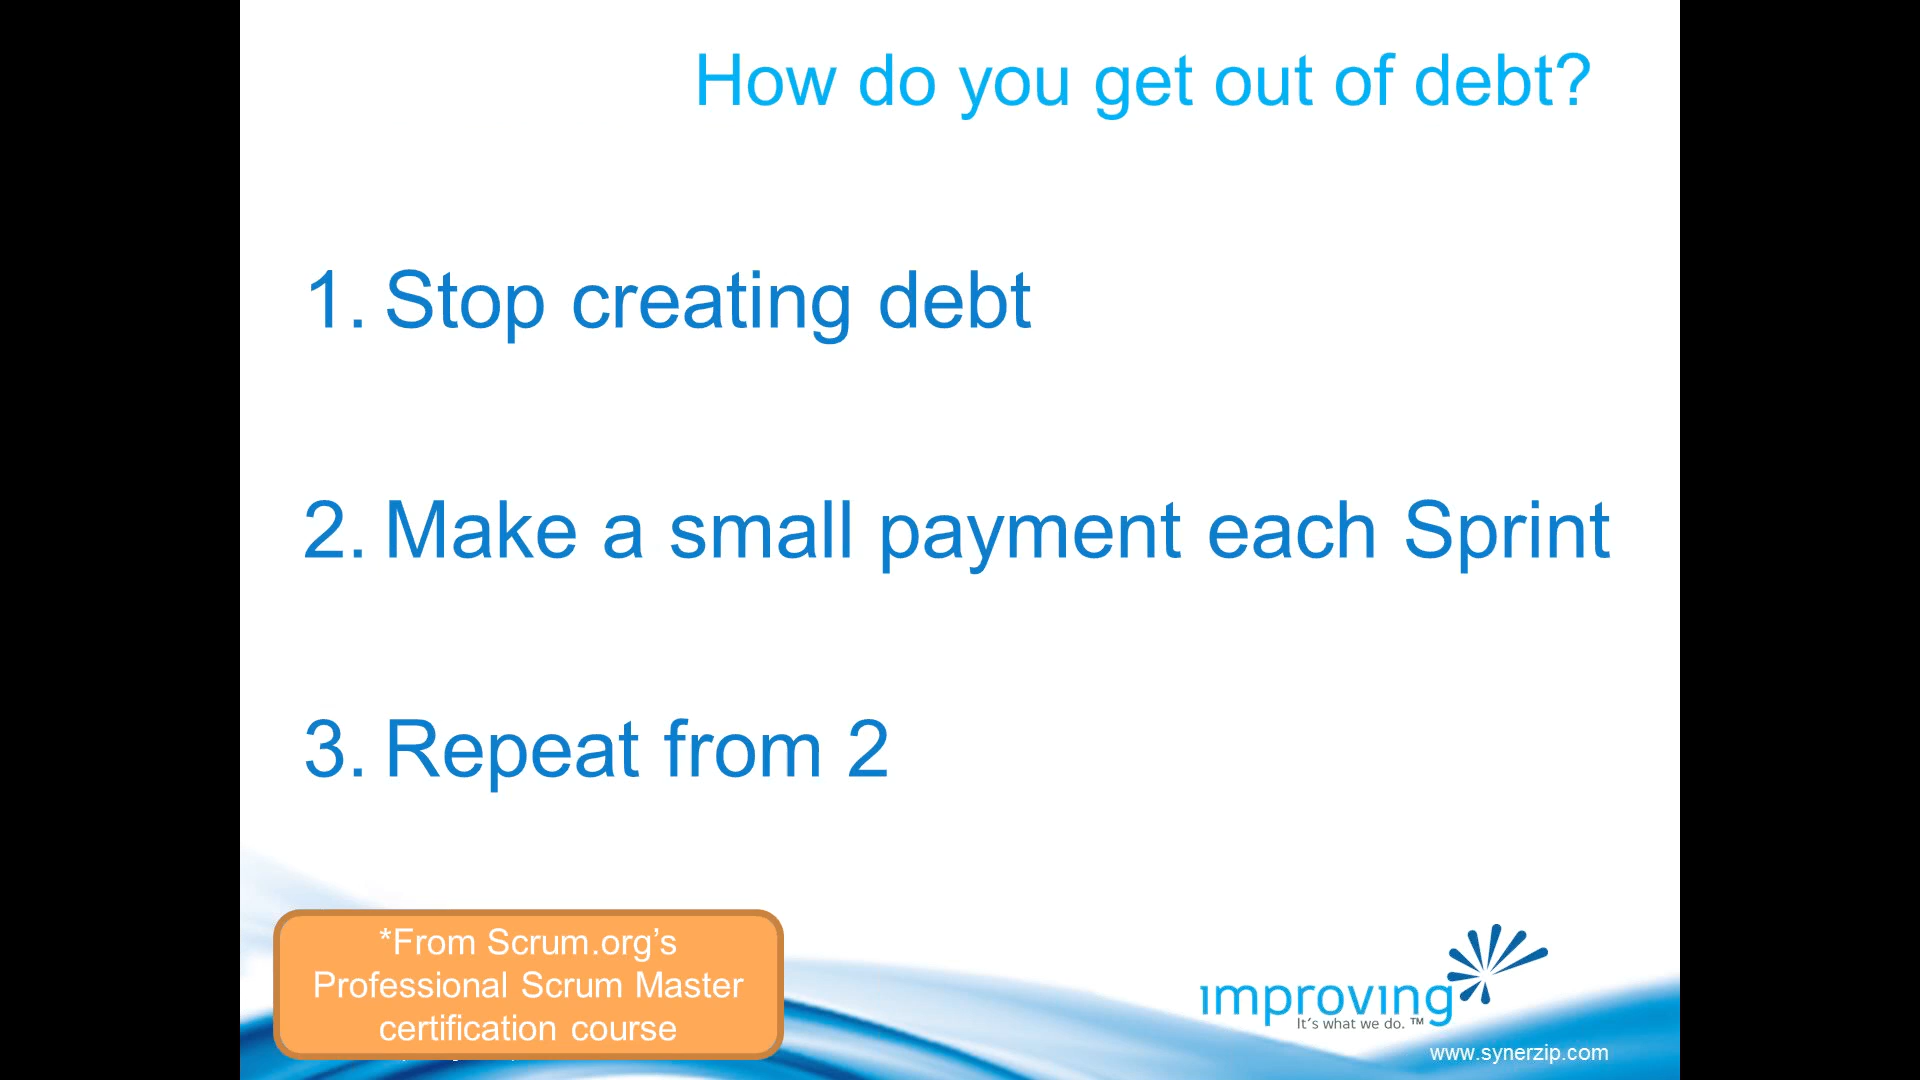 How do you get out of debt?
1. Stop creating debt
2. Make a small payment each Sprint
3. Repeat from 2
*From Scrum.org’s
Professional Scrum Master
certification course
improving
It’s what we do. ™
www.synerzip.com